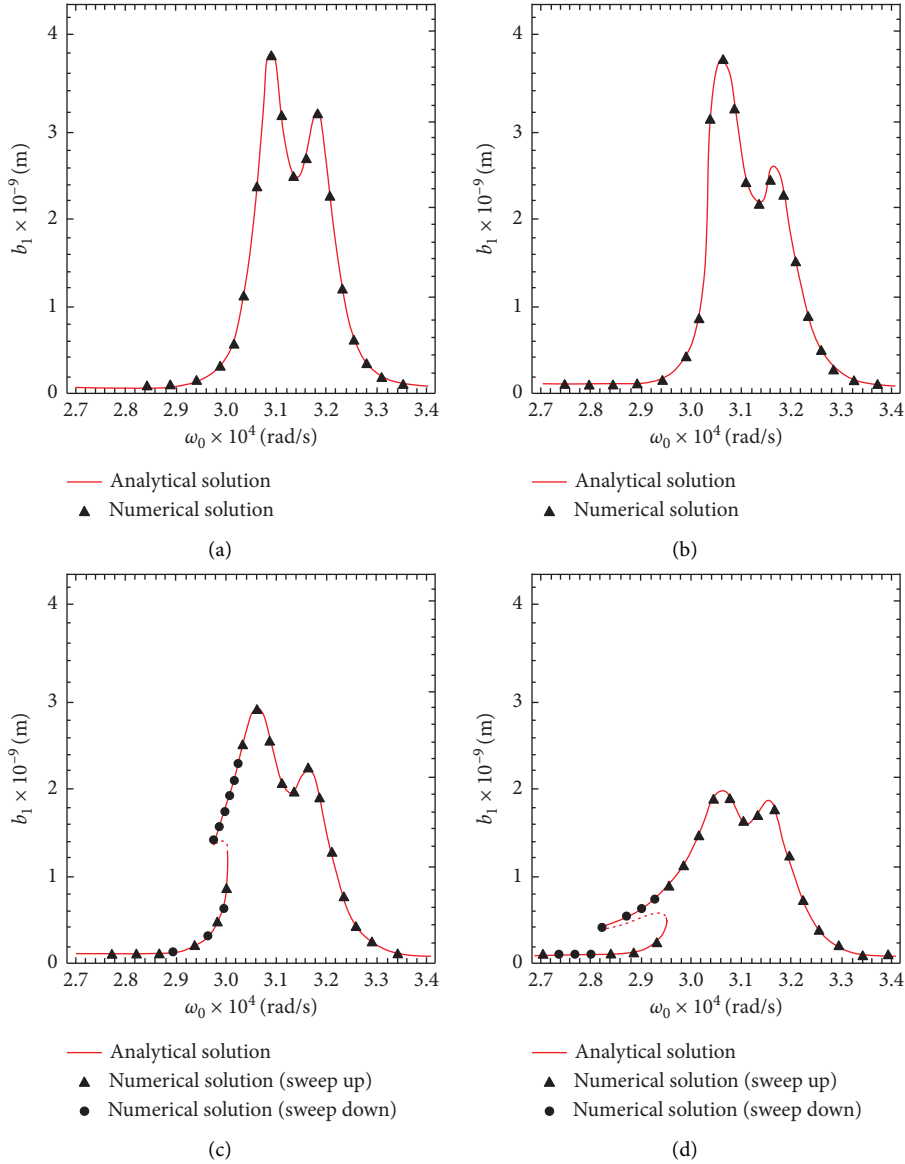 4
3
2
1
0
b₁ × 10⁻⁹ (m)
2.7 2.8 2.9 3.0 3.1 3.2 3.3 3.4
ω₀ × 10⁴ (rad/s)
Analytical solution
Numerical solution
(a)
4
3
2
1
0
b₁ × 10⁻⁹ (m)
2.7 2.8 2.9 3.0 3.1 3.2 3.3 3.4
ω₀ × 10⁴ (rad/s)
Analytical solution
Numerical solution
(b)
4
3
2
1
0
b₁ × 10⁻⁹ (m)
2.7 2.8 2.9 3.0 3.1 3.2 3.3 3.4
ω₀ × 10⁴ (rad/s)
Analytical solution
Numerical solution (sweep up)
Numerical solution (sweep down)
(c)
4
3
2
1
0
b₁ × 10⁻⁹ (m)
2.7 2.8 2.9 3.0 3.1 3.2 3.3 3.4
ω₀ × 10⁴ (rad/s)
Analytical solution
Numerical solution (sweep up)
Numerical solution (sweep down)
(d)